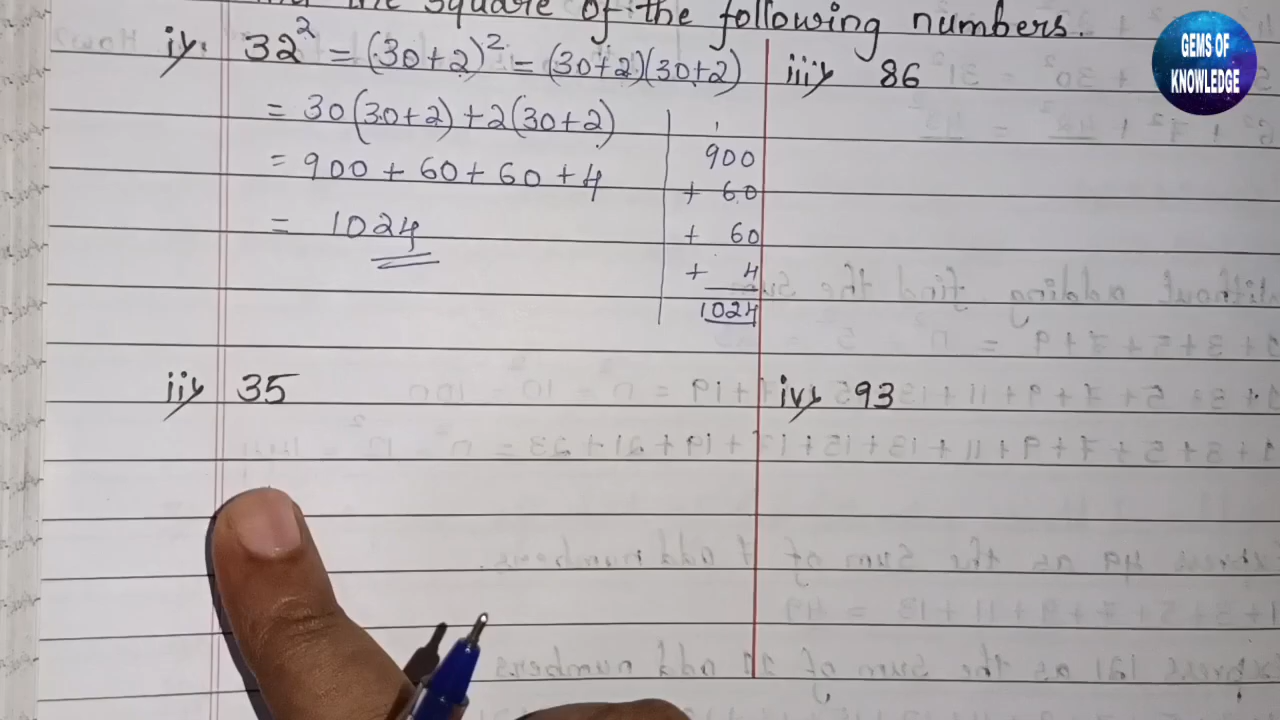 the square of the following numbers.
GEMS OF
KNOWLEDGE
i) 32² = (30+2)² = (30+2)(30+2)
= 30(30+2) + 2(30+2)
= 900 + 60 + 60 + 4
= 1024
1
900
+ 60
+ 60
+ 4
1024
iii) 86
ii) 35
iv) 93